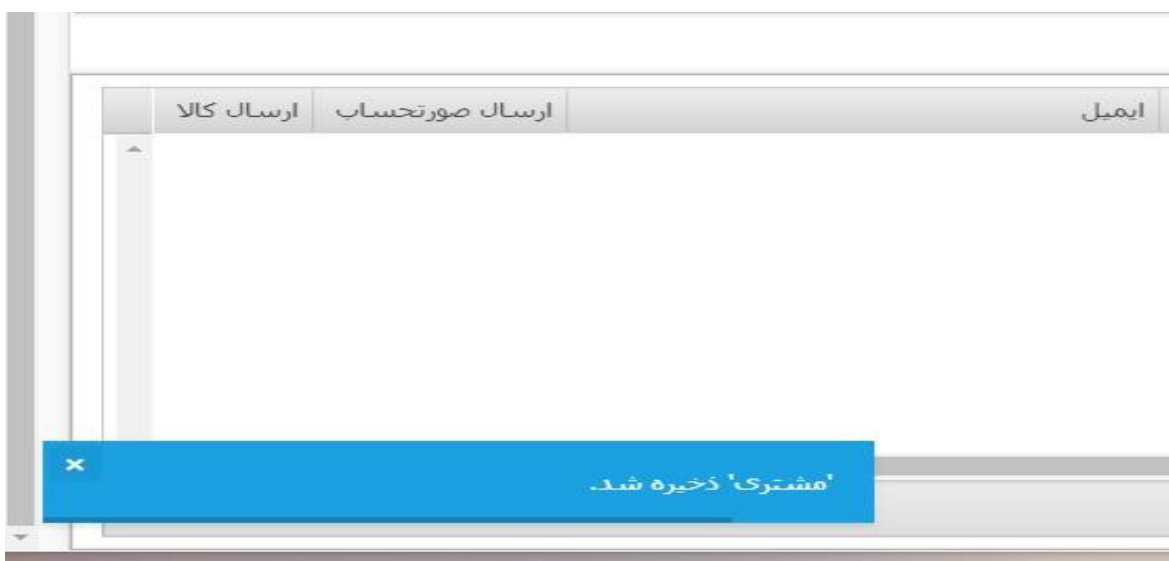 ایمیل ارسال صورتحساب ارسال کالا
'مشتری' ذخیره شد.